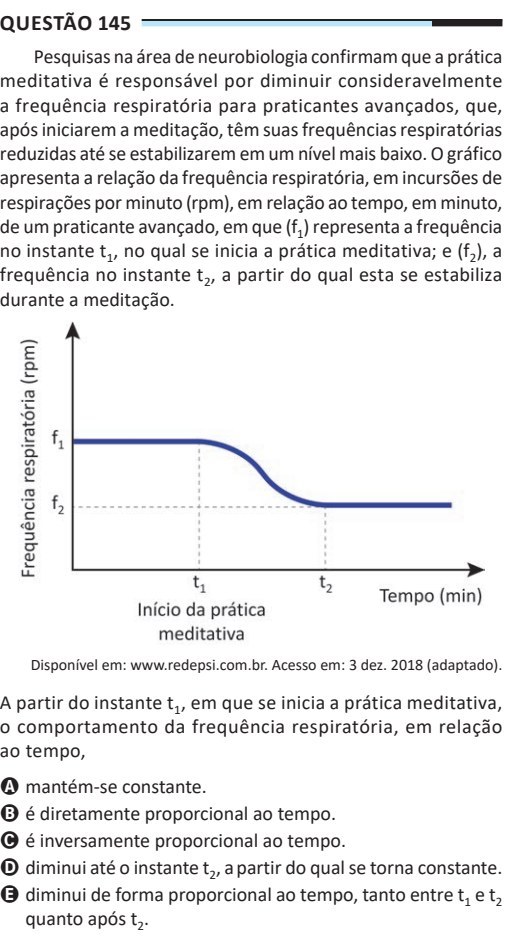 QUESTÃO 145
Pesquisas na área de neurobiologia confirmam que a prática
meditativa é responsável por diminuir consideravelmente
a frequência respiratória para praticantes avançados, que,
após iniciarem a meditação, têm suas frequências respiratórias
reduzidas até se estabilizarem em um nível mais baixo. O gráfico
apresenta a relação da frequência respiratória, em incursões de
respirações por minuto (rpm), em relação ao tempo, em minuto,
de um praticante avançado, em que (f₁) representa a frequência
no instante t₁, no qual se inicia a prática meditativa; e (f₂), a
frequência no instante t₂, a partir do qual esta se estabiliza
durante a meditação.
Frequência respiratória (rpm)
f₁
f₂
t₁
t₂
Tempo (min)
Início da prática
meditativa
Disponível em: www.redepsi.com.br. Acesso em: 3 dez. 2018 (adaptado).
A partir do instante t₁, em que se inicia a prática meditativa,
o comportamento da frequência respiratória, em relação
ao tempo,
A mantém-se constante.
B é diretamente proporcional ao tempo.
C é inversamente proporcional ao tempo.
D diminui até o instante t₂, a partir do qual se torna constante.
E diminui de forma proporcional ao tempo, tanto entre t₁ e t₂
quanto após t₂.